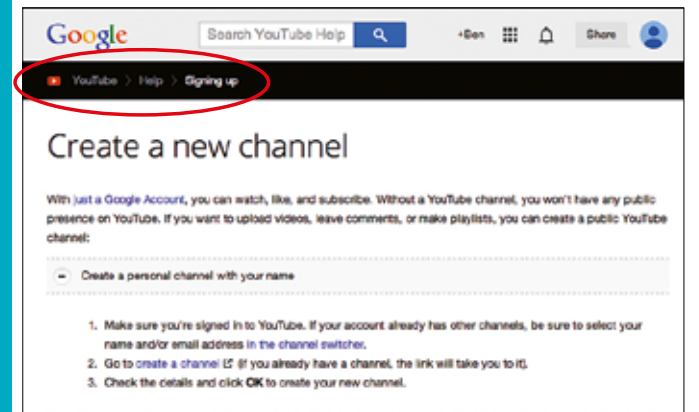 Google Search YouTube Help +Ben Share
YouTube > Help > Signing up
Create a new channel
With just a Google Account, you can watch, like, and subscribe. Without a YouTube channel, you won't have any public
presence on YouTube. If you want to upload videos, leave comments, or make playlists, you can create a public YouTube
channel:
Create a personal channel with your name
1. Make sure you're signed in to YouTube. If your account already has other channels, be sure to select your
name and/or email address in the channel switcher.
2. Go to create a channel (if you already have a channel, the link will take you to it).
3. Check the details and click OK to create your new channel.